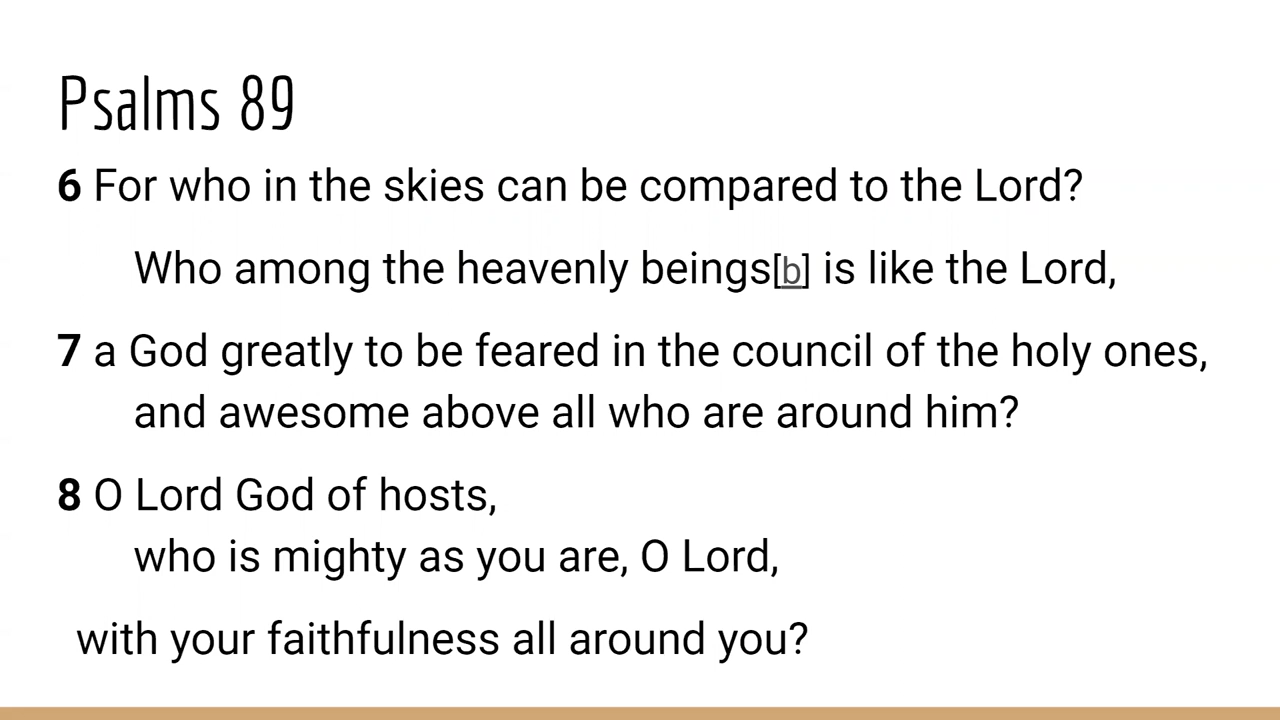 Psalms 89
6 For who in the skies can be compared to the Lord?
Who among the heavenly beings[b] is like the Lord,
7 a God greatly to be feared in the council of the holy ones,
and awesome above all who are around him?
8 O Lord God of hosts,
who is mighty as you are, O Lord,
with your faithfulness all around you?